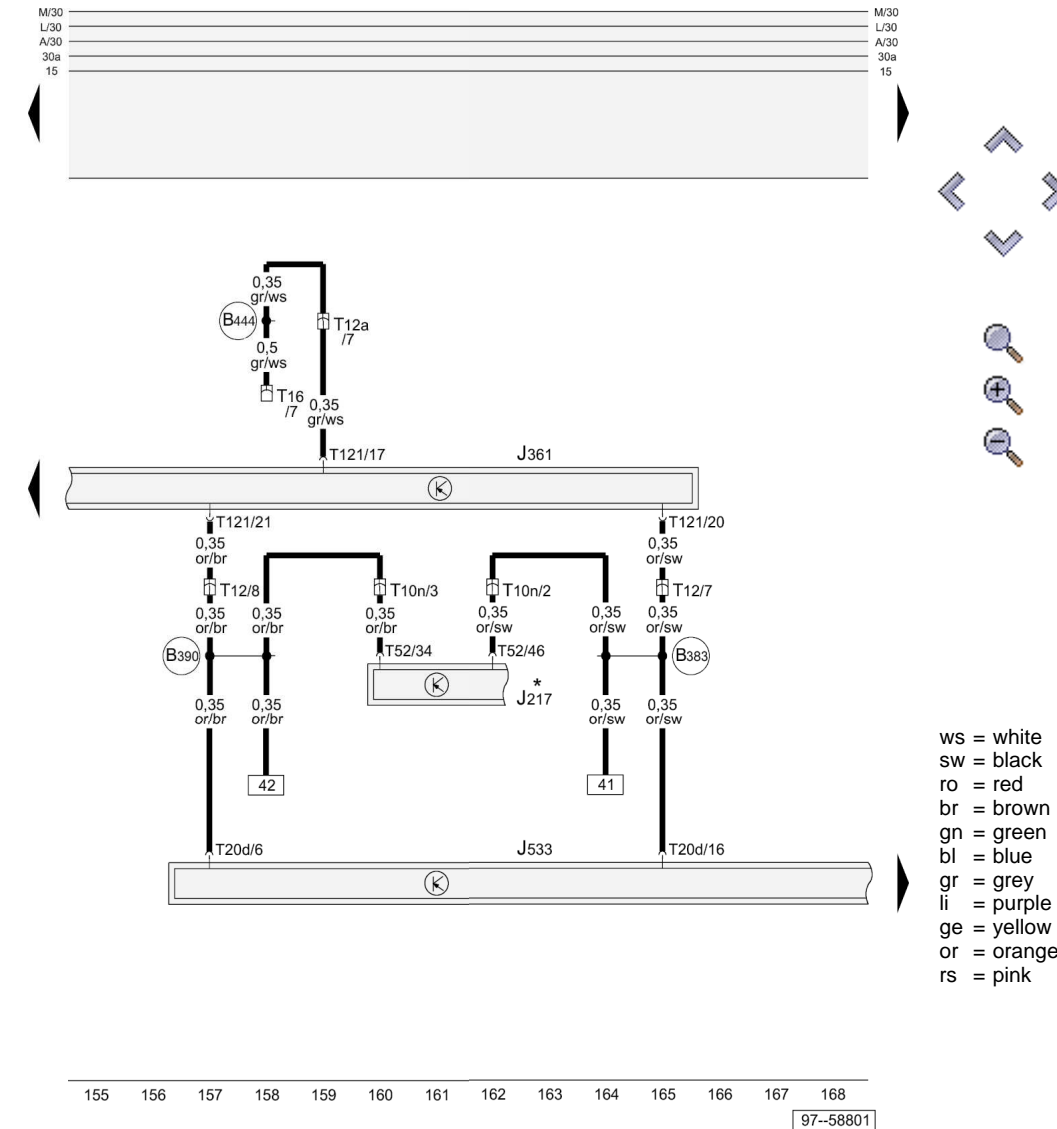 M/30 M/30
L/30 L/30
A/30 A/30
30a 30a
15 15
0,35
gr/ws
B444
T12a
/7
0,5
gr/ws
T16
/7
0,35
gr/ws
T121/17
J361
T121/21
T121/20
0,35
or/br
0,35
or/sw
T12/8
T10n/3
T10n/2
T12/7
0,35 0,35 0,35 0,35 0,35 0,35
or/br or/br or/br or/sw or/sw or/sw
B390
T52/34
T52/46
B383
*
J217
0,35 0,35 0,35 0,35
or/br or/br or/sw or/sw
42
41
T20d/6
J533
T20d/16
ws = white
sw = black
ro = red
br = brown
gn = green
bl = blue
gr = grey
li = purple
ge = yellow
or = orange
rs = pink
155 156 157 158 159 160 161 162 163 164 165 166 167 168
97--58801